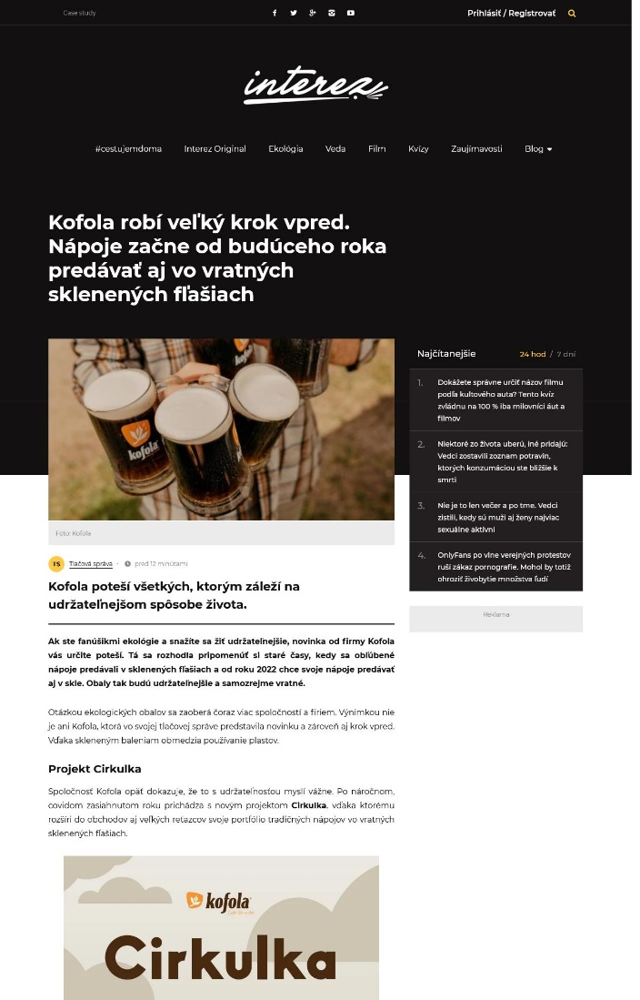 Case study
Prihlásiť / Registrovať
interez
#cestujemdoma Interez Original Ekológia Veda Film Kvízy Zaujímavosti Blog
Kofola robí veľký krok vpred.
Nápoje začne od budúceho roka
predávať aj vo vratných
sklenených fľašiach
kofola
Foto: Kofola
TS Tlačová správa • pred 12 minútami
Kofola poteší všetkých, ktorým záleží na
udržateľnejšom spôsobe života.
Ak ste fanúšikmi ekológie a snažíte sa žiť udržateľnejšie, novinka od firmy Kofola
vás určite poteší. Tá sa rozhodla pripomenúť si staré časy, kedy sa obľúbené
nápoje predávali v sklenených fľašiach a od roku 2022 chce svoje nápoje predávať
aj v skle. Obaly tak budú udržateľnejšie a samozrejme vratné.
Otázkou ekologických obalov sa zaoberá čoraz viac spoločností a firiem. Výnimkou nie
je ani Kofola, ktorá vo svojej tlačovej správe predstavila novinku a zároveň aj krok vpred.
Vďaka skleneným baleniam obmedzia používanie plastov.
Projekt Cirkulka
Spoločnosť Kofola opäť dokazuje, že to s udržateľnosťou myslí vážne. Po náročnom,
covidom zasiahnutom roku prichádza s novým projektom Cirkulka, vďaka ktorému
rozšíri do obchodov aj veľkých retazcov svoje portfólio tradičných nápojov vo vratných
sklenených fľašiach.
kofola
Cirkulka
Najčítanejšie 24 hod / 7 dní
1. Dokážete správne určiť názov filmu
podľa kultového auta? Tento kvíz
zvládnu na 100 % iba milovníci áut a
filmov
2. Niektoré zo života uberú, iné pridajú:
Vedci zostavili zoznam potravín,
ktorých konzumáciou ste bližšie k
smrti
3. Nie je to len večer a po tme. Vedci
zistili, kedy sú muži aj ženy najviac
sexuálne aktívni
4. OnlyFans po vlne verejných protestov
ruší zákaz pornografie. Mohol by totiž
ohroziť živobytie množstva ľudí
Reklama